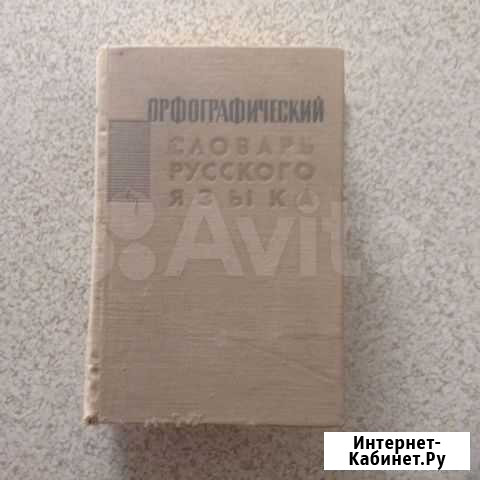 ОРФОГРАФИЧЕСКИЙ
СЛОВАРЬ
РУССКОГО
ЯЗЫКА
Avito
Интернет-
Кабинет.Ру